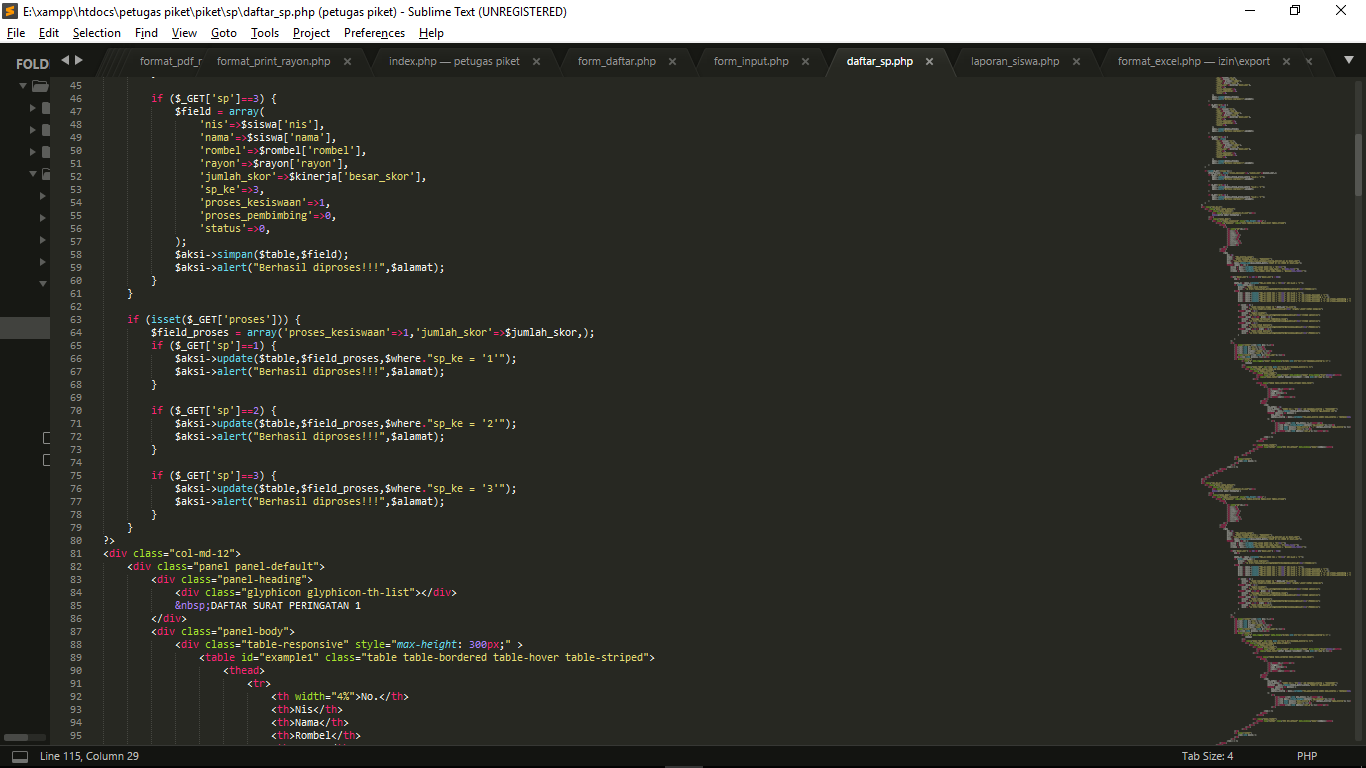 E:\xampp\htdocs\petugas piket\piket\sp\daftar_sp.php (petugas piket) - Sublime Text (UNREGISTERED)
File Edit Selection Find View Goto Tools Project Preferences Help
FOLD
format_pdf_r format_print_rayon.php index.php — petugas piket form_daftar.php form_input.php daftar_sp.php laporan_siswa.php format_excel.php — izin\export
45
46 if ($_GET['sp']==3) {
47 $field = array(
48 'nis'=>$siswa['nis'],
49 'nama'=>$siswa['nama'],
50 'rombel'=>$rombel['rombel'],
51 'rayon'=>$rayon['rayon'],
52 'jumlah_skor'=>$kinerja['besar_skor'],
53 'sp_ke'=>3,
54 'proses_kesiswaan'=>1,
55 'proses_pembimbing'=>0,
56 'status'=>0,
57 );
58 $aksi->simpan($table,$field);
59 $aksi->alert("Berhasil diproses!!!",$alamat);
60 }
61 }
62
63 if (isset($_GET['proses'])) {
64 $field_proses = array('proses_kesiswaan'=>1,'jumlah_skor'=>$jumlah_skor,);
65 if ($_GET['sp']==1) {
66 $aksi->update($table,$field_proses,$where."sp_ke = '1'");
67 $aksi->alert("Berhasil diproses!!!",$alamat);
68 }
69
70 if ($_GET['sp']==2) {
71 $aksi->update($table,$field_proses,$where."sp_ke = '2'");
72 $aksi->alert("Berhasil diproses!!!",$alamat);
73 }
74
75 if ($_GET['sp']==3) {
76 $aksi->update($table,$field_proses,$where."sp_ke = '3'");
77 $aksi->alert("Berhasil diproses!!!",$alamat);
78 }
79 }
80 ?>
81 <div class="col-md-12">
82 <div class="panel panel-default">
83 <div class="panel-heading">
84 <div class="glyphicon glyphicon-th-list"></div>
85 &nbsp;DAFTAR SURAT PERINGATAN 1
86 </div>
87 <div class="panel-body">
88 <div class="table-responsive" style="max-height: 300px;" >
89 <table id="example1" class="table table-bordered table-hover table-striped">
90 <thead>
91 <tr>
92 <th width="4%">No.</th>
93 <th>Nis</th>
94 <th>Nama</th>
95 <th>Rombel</th>
Line 115, Column 29 Tab Size: 4 PHP